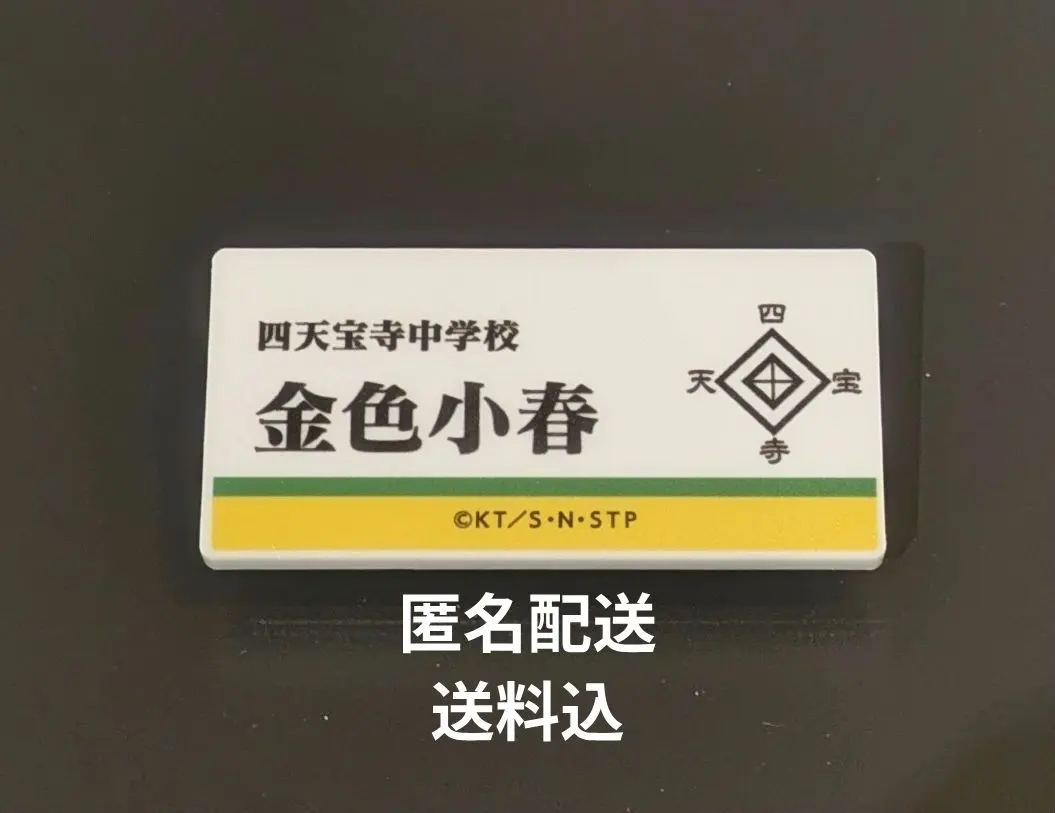 四天宝寺中学校
金色小春
四
天 宝
寺
©KT/S・N・STP
匿名配送
送料込